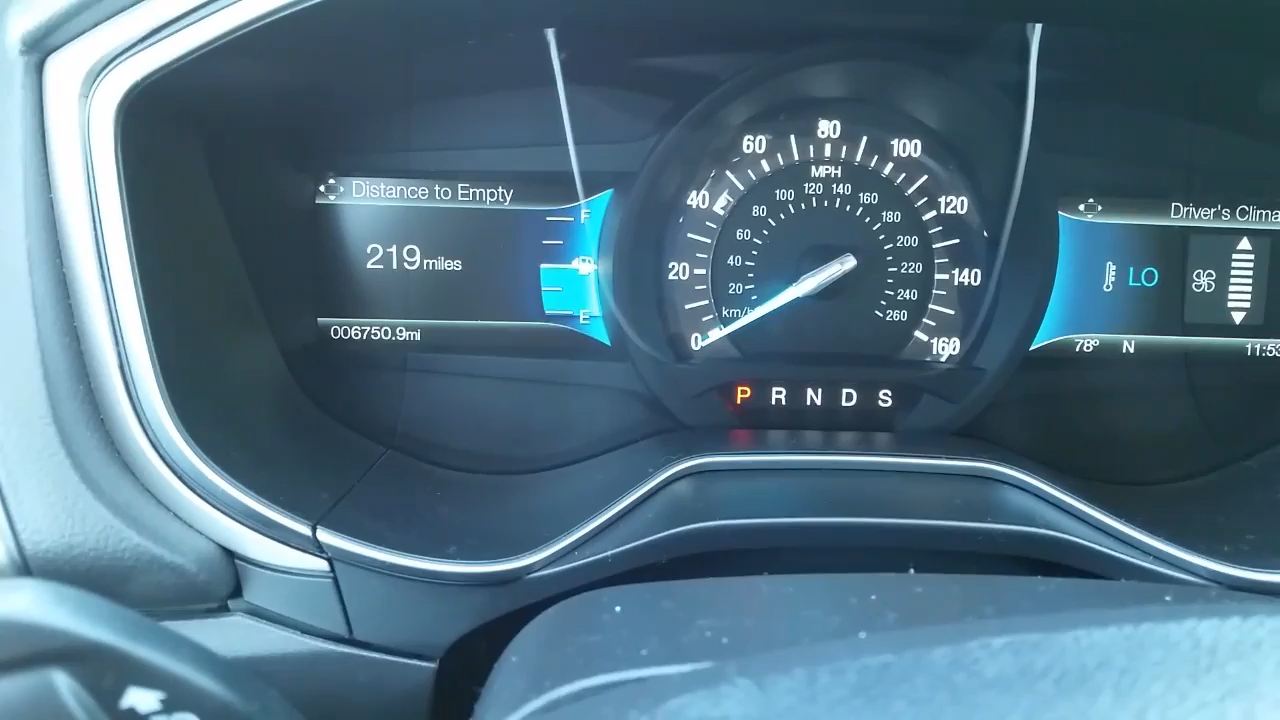 Distance to Empty
F
219 miles
E
006750.9mi
0 20 40 60 80 100 120 140 160
MPH
20 40 60 80 100 120 140 160 180 200 220 240 260
km/h
P R N D S
Driver's Clima
LO
78° N 11:53